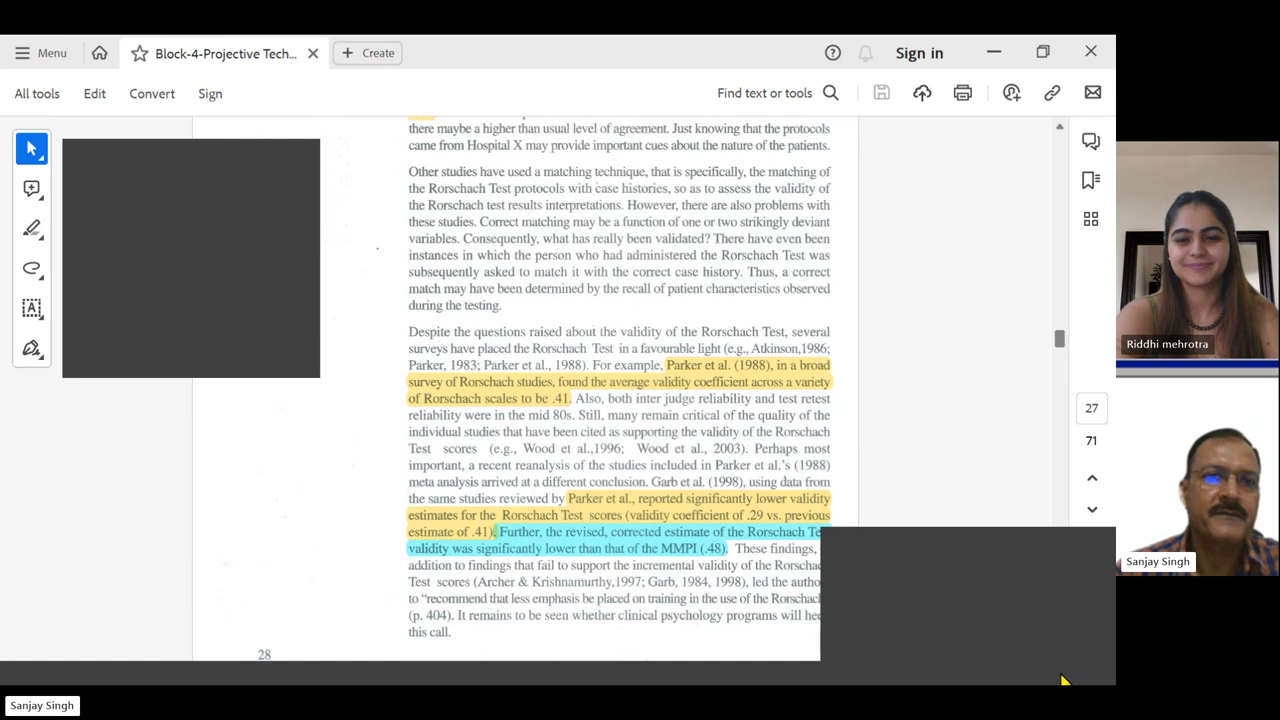 Menu
Block-4-Projective Tech...
Create
Sign in
All tools
Edit
Convert
Sign
Find text or tools
there maybe a higher than usual level of agreement. Just knowing that the protocols
came from Hospital X may provide important cues about the nature of the patients.
Other studies have used a matching technique, that is specifically, the matching of
the Rorschach Test protocols with case histories, so as to assess the validity of
the Rorschach test results interpretations. However, there are also problems with
these studies. Correct matching may be a function of one or two strikingly deviant
variables. Consequently, what has really been validated? There have even been
instances in which the person who had administered the Rorschach Test was
subsequently asked to match it with the correct case history. Thus, a correct
match may have been determined by the recall of patient characteristics observed
during the testing.
Despite the questions raised about the validity of the Rorschach Test, several
surveys have placed the Rorschach Test in a favourable light (e.g., Atkinson,1986;
Parker, 1983; Parker et al., 1988). For example, Parker et al. (1988), in a broad
survey of Rorschach studies, found the average validity coefficient across a variety
of Rorschach scales to be .41. Also, both inter judge reliability and test retest
reliability were in the mid 80s. Still, many remain critical of the quality of the
individual studies that have been cited as supporting the validity of the Rorschach
Test scores (e.g., Wood et al.,1996; Wood et al., 2003). Perhaps most
important, a recent reanalysis of the studies included in Parker et al.'s (1988)
meta analysis arrived at a different conclusion. Garb et al. (1998), using data from
the same studies reviewed by Parker et al., reported significantly lower validity
estimates for the Rorschach Test scores (validity coefficient of .29 vs. previous
estimate of .41). Further, the revised, corrected estimate of the Rorschach Te
validity was significantly lower than that of the MMPI (.48). These findings,
addition to findings that fail to support the incremental validity of the Rorscha
Test scores (Archer & Krishnamurthy,1997; Garb, 1984, 1998), led the autho
to "recommend that less emphasis be placed on training in the use of the Rorschac
(p. 404). It remains to be seen whether clinical psychology programs will hee
this call.
28
27
71
Riddhi mehrotra
Sanjay Singh
Sanjay Singh